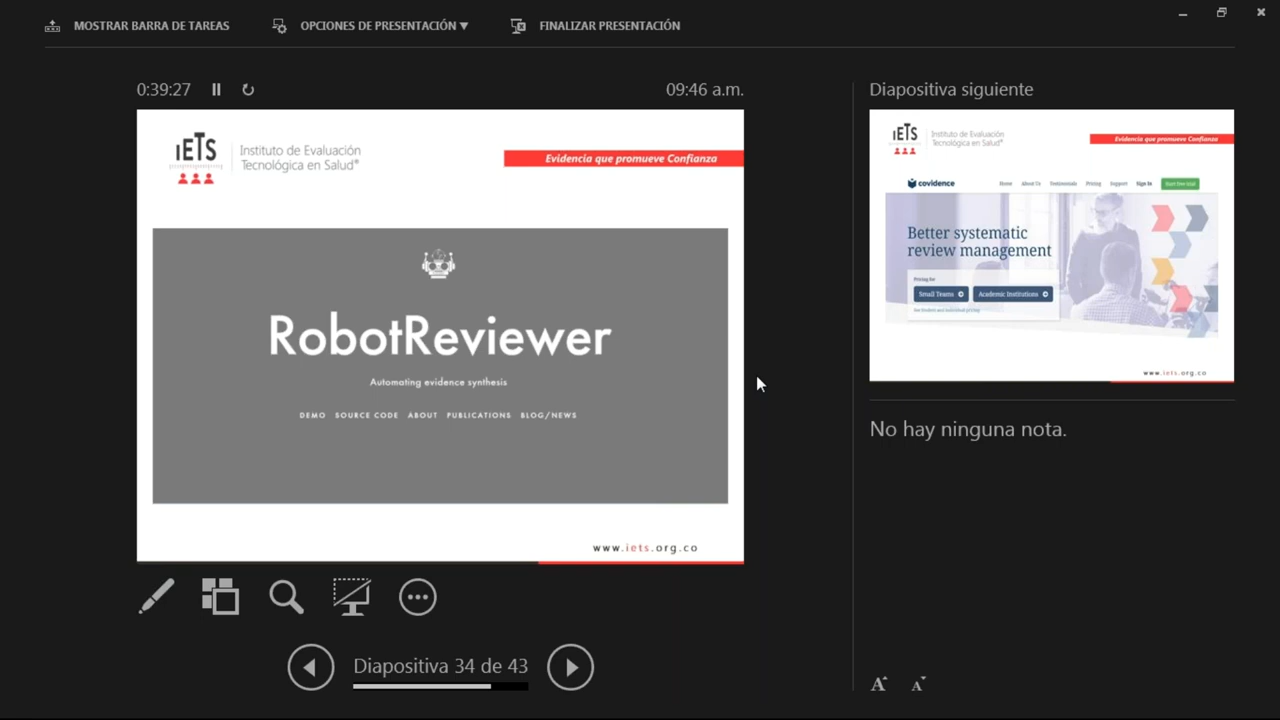 MOSTRAR BARRA DE TAREAS
OPCIONES DE PRESENTACIÓN ▼
FINALIZAR PRESENTACIÓN
0:39:27
09:46 a.m.
IETS
Instituto de Evaluación
Tecnológica en Salud®
Evidencia que promueve Confianza
RobotReviewer
Automating evidence synthesis
DEMO SOURCE CODE ABOUT PUBLICATIONS BLOG/NEWS
www.iets.org.co
Diapositiva 34 de 43
Diapositiva siguiente
IETS
Instituto de Evaluación
Tecnológica en Salud®
Evidencia que promueve Confianza
covidence
Home About Us Testimonials Pricing Support Sign In Start free trial
Better systematic
review management
Pricing for
Small Teams
Academic Institutions
www.iets.org.co
No hay ninguna nota.
A A